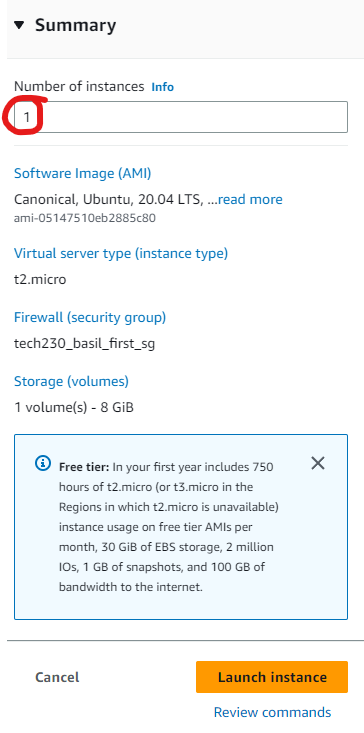 Summary
Number of instances Info
1
Software Image (AMI)
Canonical, Ubuntu, 20.04 LTS, ...read more
ami-05147510eb2885c80
Virtual server type (instance type)
t2.micro
Firewall (security group)
tech230_basil_first_sg
Storage (volumes)
1 volume(s) - 8 GiB
Free tier: In your first year includes 750
hours of t2.micro (or t3.micro in the
Regions in which t2.micro is unavailable)
instance usage on free tier AMIs per
month, 30 GiB of EBS storage, 2 million
IOs, 1 GB of snapshots, and 100 GB of
bandwidth to the internet.
Cancel Launch instance
Review commands